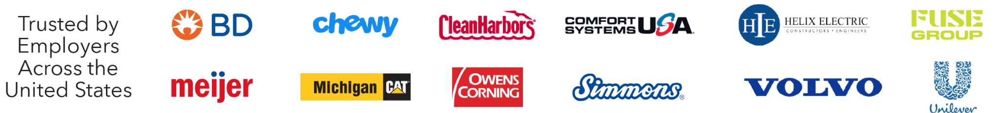 Trusted by
Employers
Across the
United States
BD
chewy
CleanHarbors®
COMFORT
SYSTEMS USA
HIE HELIX ELECTRIC
CONSTRUCTORS • ENGINEERS
FUSE
GROUP
meijer
Michigan CAT
OWENS
CORNING
Simmons®
VOLVO
U
Unilever